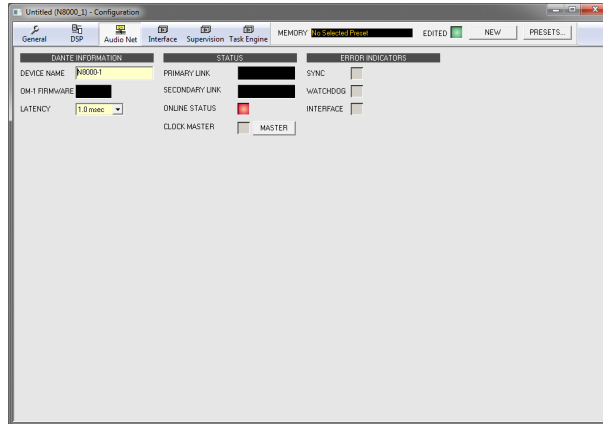 Untitled (N8000_1) - Configuration
General DSP Audio Net Interface Supervision Task Engine MEMORY No Selected Preset EDITED NEW PRESETS...
DANTE INFORMATION STATUS ERROR INDICATORS
DEVICE NAME N8000-1 PRIMARY LINK SYNC
OM-1 FIRMWARE SECONDARY LINK WATCHDOG
LATENCY 1.0 msec ONLINE STATUS INTERFACE
CLOCK MASTER MASTER